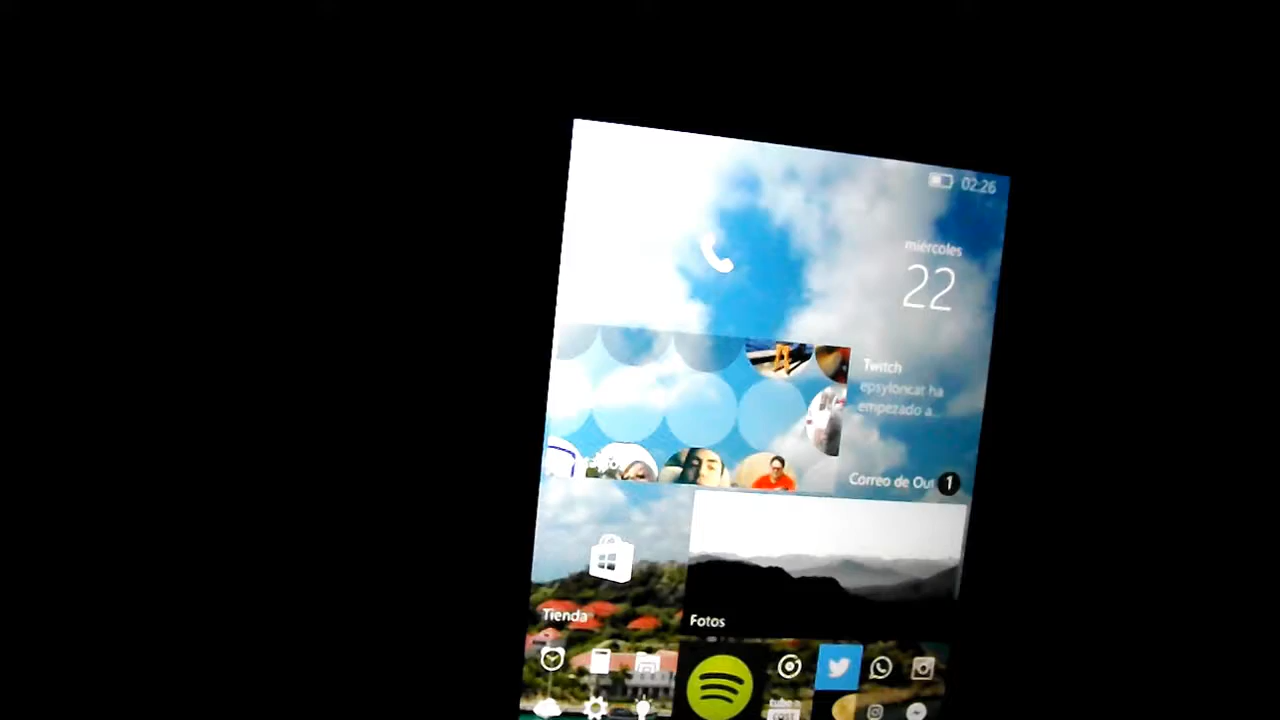 02:26
miércoles
22
Twitch
epsyloncat ha
empezado a...
Correo de Out
1
Tienda
Fotos